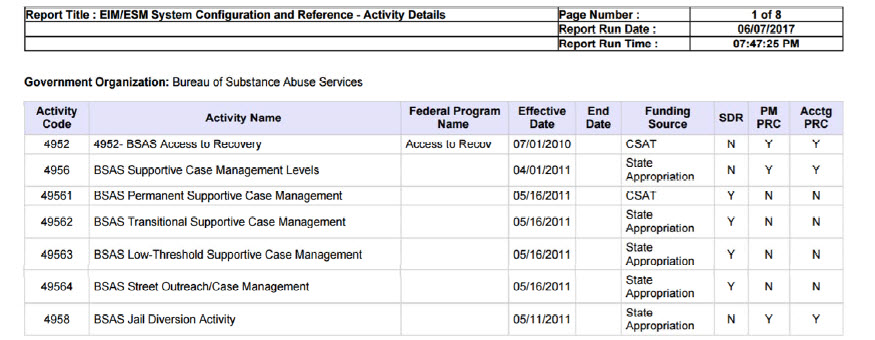 Report Title : EIM/ESM System Configuration and Reference - Activity Details Page Number : 1 of 8
Report Run Date : 06/07/2017
Report Run Time : 07:47:25 PM
Government Organization: Bureau of Substance Abuse Services
Activity Code Activity Name Federal Program Name Effective Date End Date Funding Source SDR PM PRC Acctg PRC
4952 4952- BSAS Access to Recovery Access to Recov 07/01/2010 CSAT N Y Y
4956 BSAS Supportive Case Management Levels 04/01/2011 State Appropriation N Y Y
49561 BSAS Permanent Supportive Case Management 05/16/2011 CSAT Y N N
49562 BSAS Transitional Supportive Case Management 05/16/2011 State Appropriation Y N N
49563 BSAS Low-Threshold Supportive Case Management 05/16/2011 State Appropriation Y N N
49564 BSAS Street Outreach/Case Management 05/16/2011 State Appropriation Y N N
4958 BSAS Jail Diversion Activity 05/11/2011 State Appropriation N Y Y